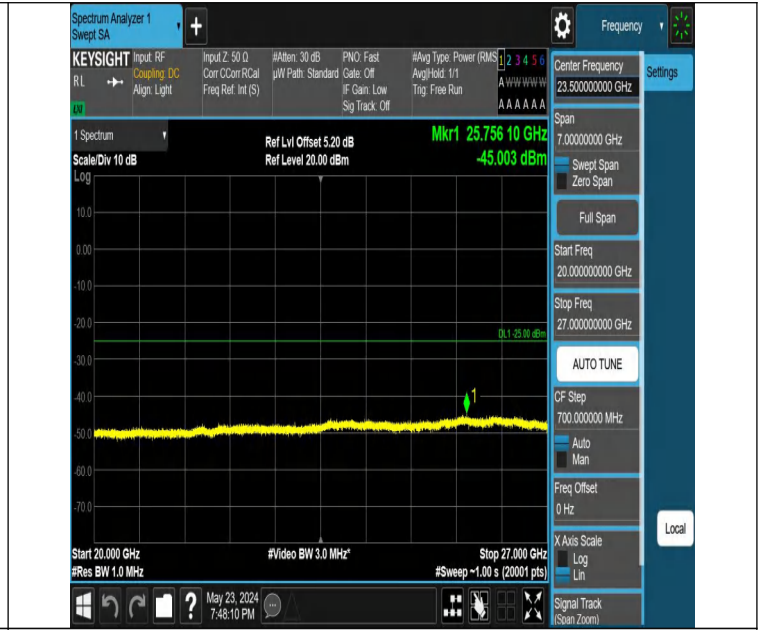 Spectrum Analyzer 1
Swept SA
+
Frequency
KEYSIGHT
RL
LXI
Input: RF
Coupling: DC
Align: Light
Input Z: 50 Ω
Corr CCorr RCal
Freq Ref: Int (S)
#Atten: 30 dB
µW Path: Standard
PNO: Fast
Gate: Off
IF Gain: Low
Sig Track: Off
#Avg Type: Power (RMS
Avg|Hold: 1/1
Trig: Free Run
1 2 3 4 5 6
A W W W W W
A A A A A A
1 Spectrum
Scale/Div 10 dB
Log
Ref Lvl Offset 5.20 dB
Ref Level 20.00 dBm
Mkr1 25.756 10 GHz
-45.003 dBm
10.0
0.00
-10.0
-20.0
-30.0
-40.0
-50.0
-60.0
-70.0
DL1 -25.00 dBm
1
Start 20.000 GHz
#Res BW 1.0 MHz
#Video BW 3.0 MHz*
Stop 27.000 GHz
#Sweep ~1.00 s (20001 pts)
Center Frequency
23.500000000 GHz
Settings
Span
7.00000000 GHz
Swept Span
Zero Span
Full Span
Start Freq
20.000000000 GHz
Stop Freq
27.000000000 GHz
AUTO TUNE
CF Step
700.000000 MHz
Auto
Man
Freq Offset
0 Hz
X Axis Scale
Log
Lin
Signal Track
(Span Zoom)
Local
?
May 23, 2024
7:48:10 PM